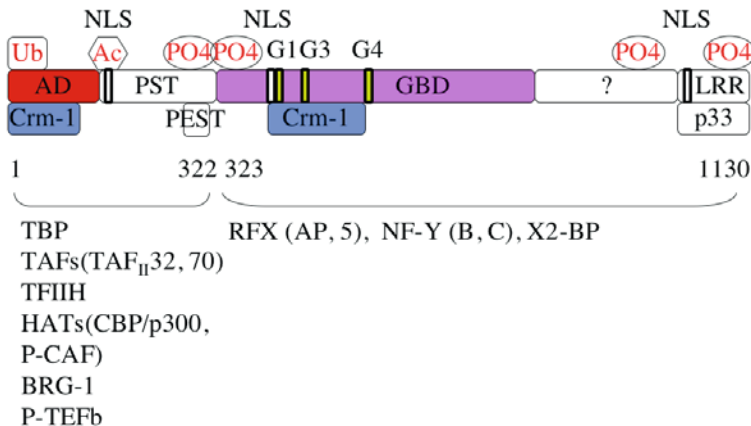 NLS NLS NLS
Ub Ac PO4 PO4 G1 G3 G4 PO4 PO4
AD PST GBD ? LRR
Crm-1 PEST Crm-1 p33
1 322 323 1130
TBP
TAFs(TAFII32, 70)
TFIIH
HATs(CBP/p300,
P-CAF)
BRG-1
P-TEFb
RFX (AP, 5), NF-Y (B, C), X2-BP